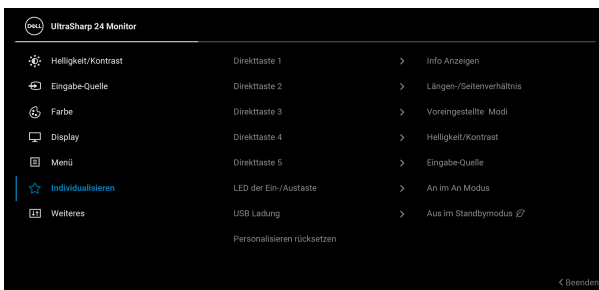 DELL UltraSharp 24 Monitor
Helligkeit/Kontrast Direkttaste 1 > Info Anzeigen
Eingabe-Quelle Direkttaste 2 > Längen-/Seitenverhältnis
Farbe Direkttaste 3 > Voreingestellte Modi
Display Direkttaste 4 > Helligkeit/Kontrast
Menü Direkttaste 5 > Eingabe-Quelle
Individualisieren LED der Ein-/Austaste > An im An Modus
Weiteres USB Ladung > Aus im Standbymodus
Personalisieren rücksetzen
< Beenden